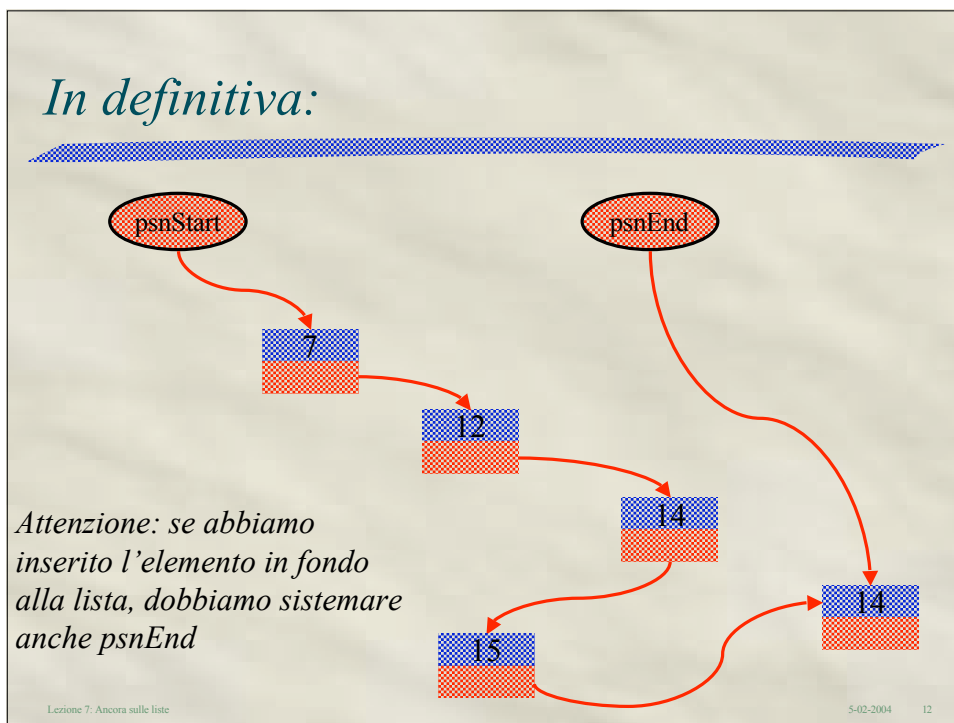 In definitiva:
psnStart
psnEnd
7
12
14
14
15
Attenzione: se abbiamo
inserito l’elemento in fondo
alla lista, dobbiamo sistemare
anche psnEnd
Lezione 7: Ancora sulle liste
5-02-2004
12